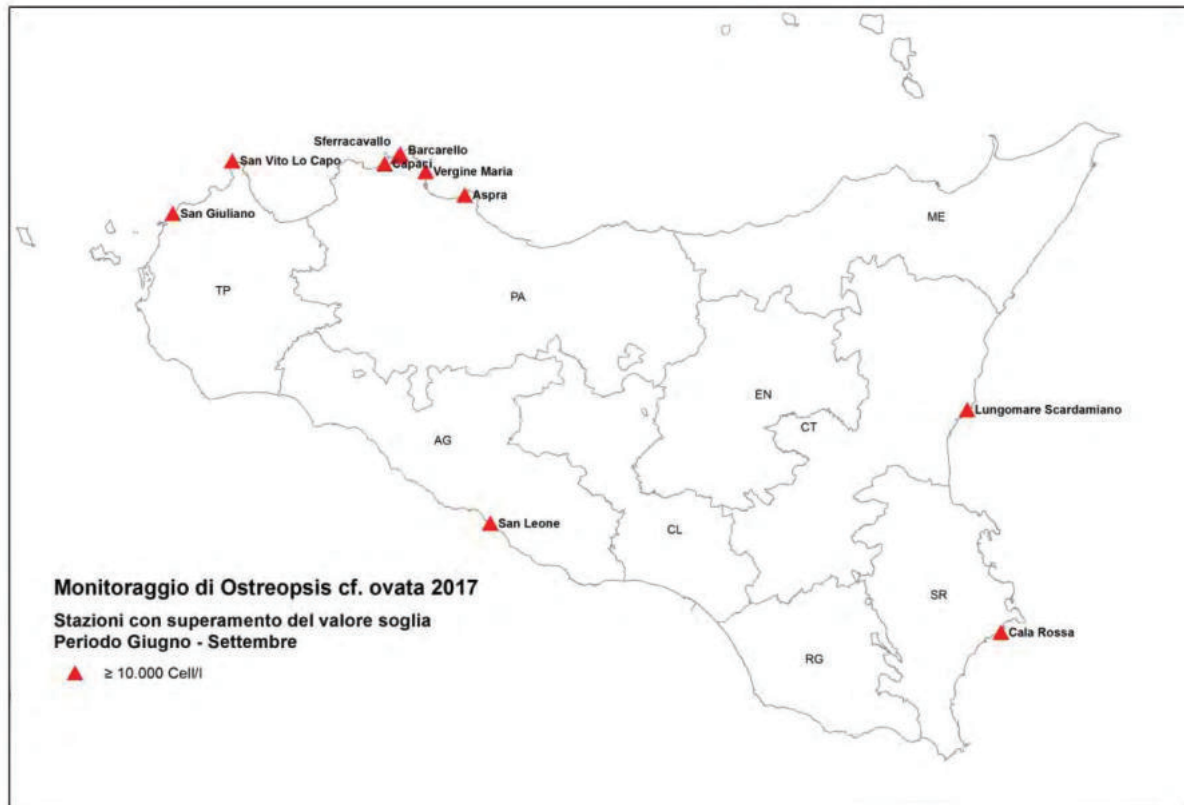 Sferracavallo
Barcarello
San Vito Lo Capo
Capaci
Vergine Maria
Aspra
San Giuliano
ME
TP
PA
Lungomare Scardamiano
EN
CT
AG
San Leone
CL
Monitoraggio di Ostreopsis cf. ovata 2017
Stazioni con superamento del valore soglia
Periodo Giugno - Settembre
≥ 10.000 Cell/l
SR
Cala Rossa
RG